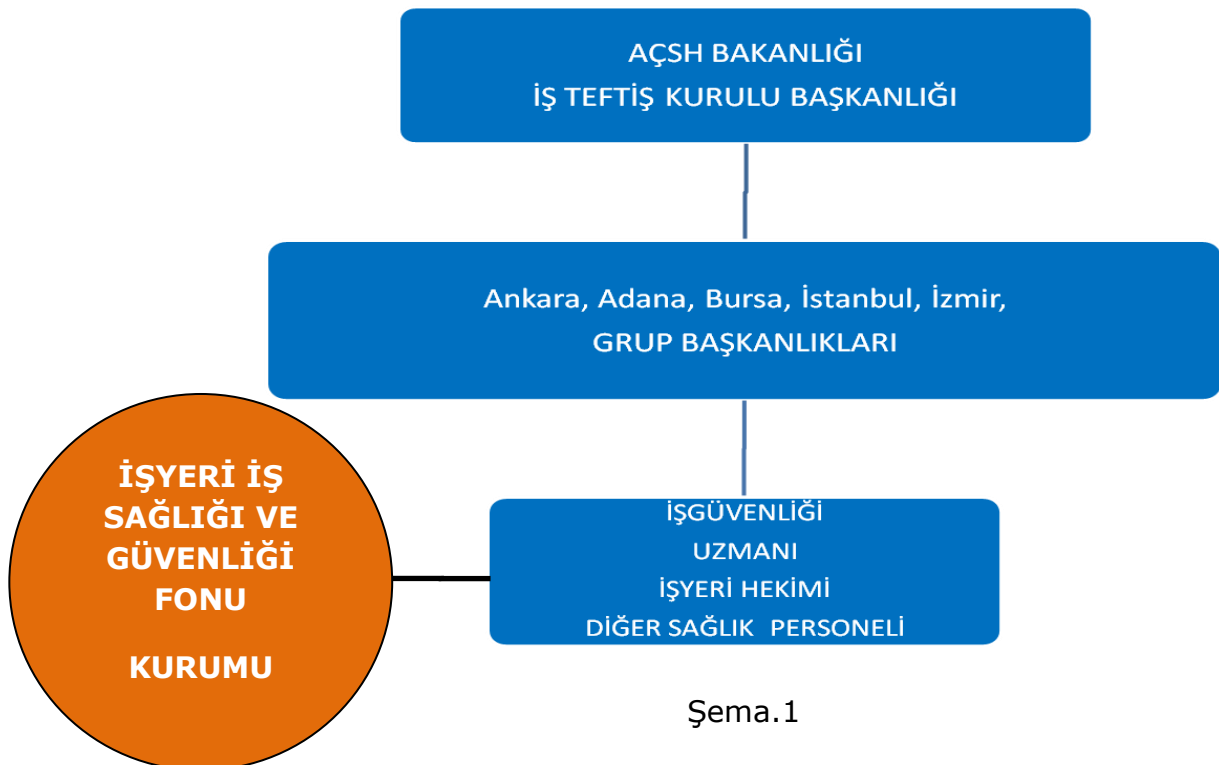 AÇSH BAKANLIĞI
İŞ TEFTİŞ KURULU BAŞKANLIĞI
Ankara, Adana, Bursa, İstanbul, İzmir,
GRUP BAŞKANLIKLARI
İŞYERİ İŞ
SAĞLIĞI VE
GÜVENLİĞİ
FONU
KURUMU
İŞGÜVENLİĞİ
UZMANI
İŞYERİ HEKİMİ
DİĞER SAĞLIK PERSONELİ
Şema.1